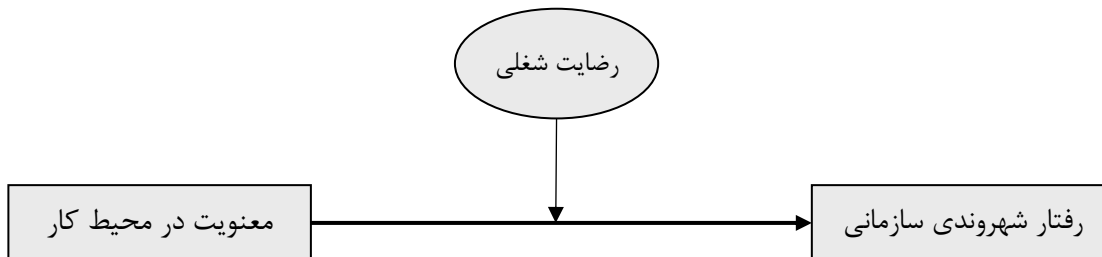 رضایت شغلی
معنویت در محیط کار
رفتار شهروندی سازمانی